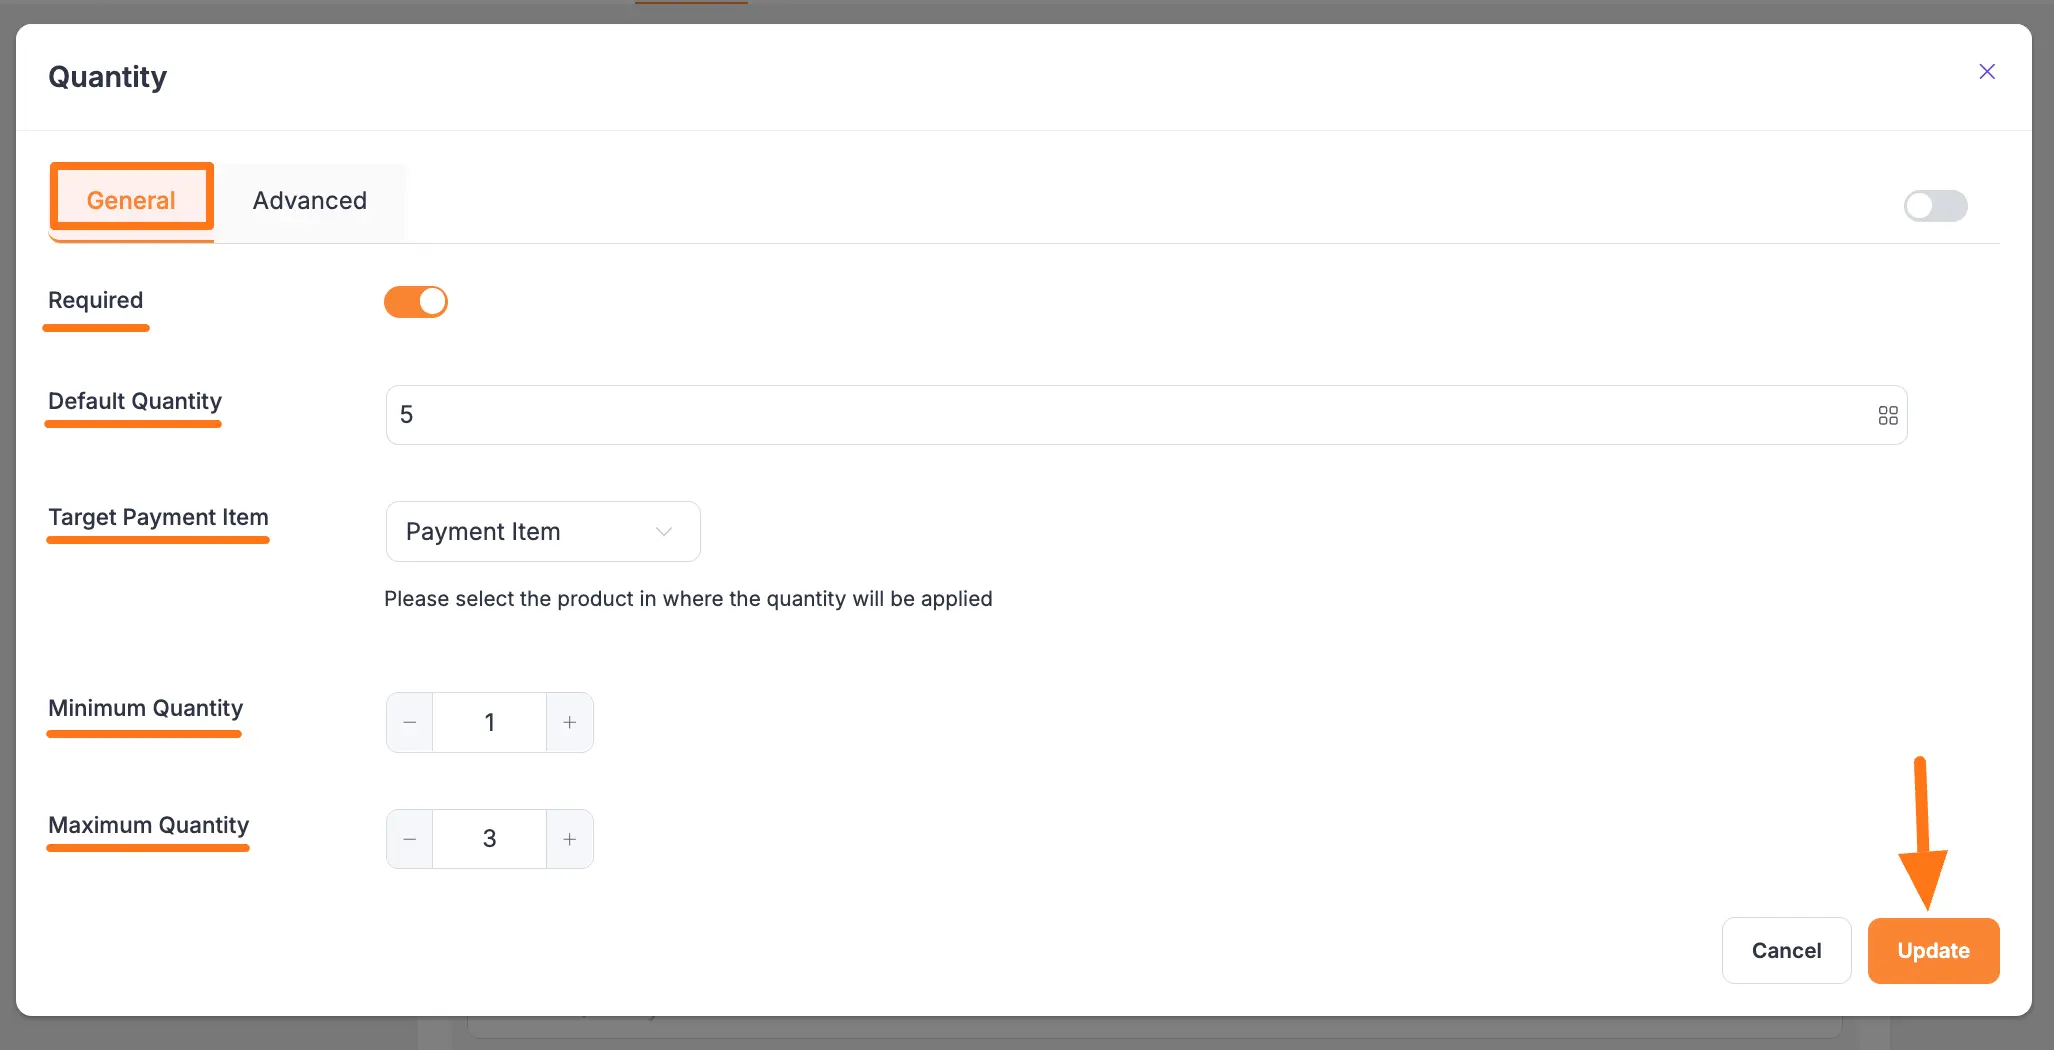 Quantity
General
Advanced
Required
Default Quantity
5
Target Payment Item
Payment Item
Please select the product in where the quantity will be applied
Minimum Quantity
1
Maximum Quantity
3
Cancel
Update